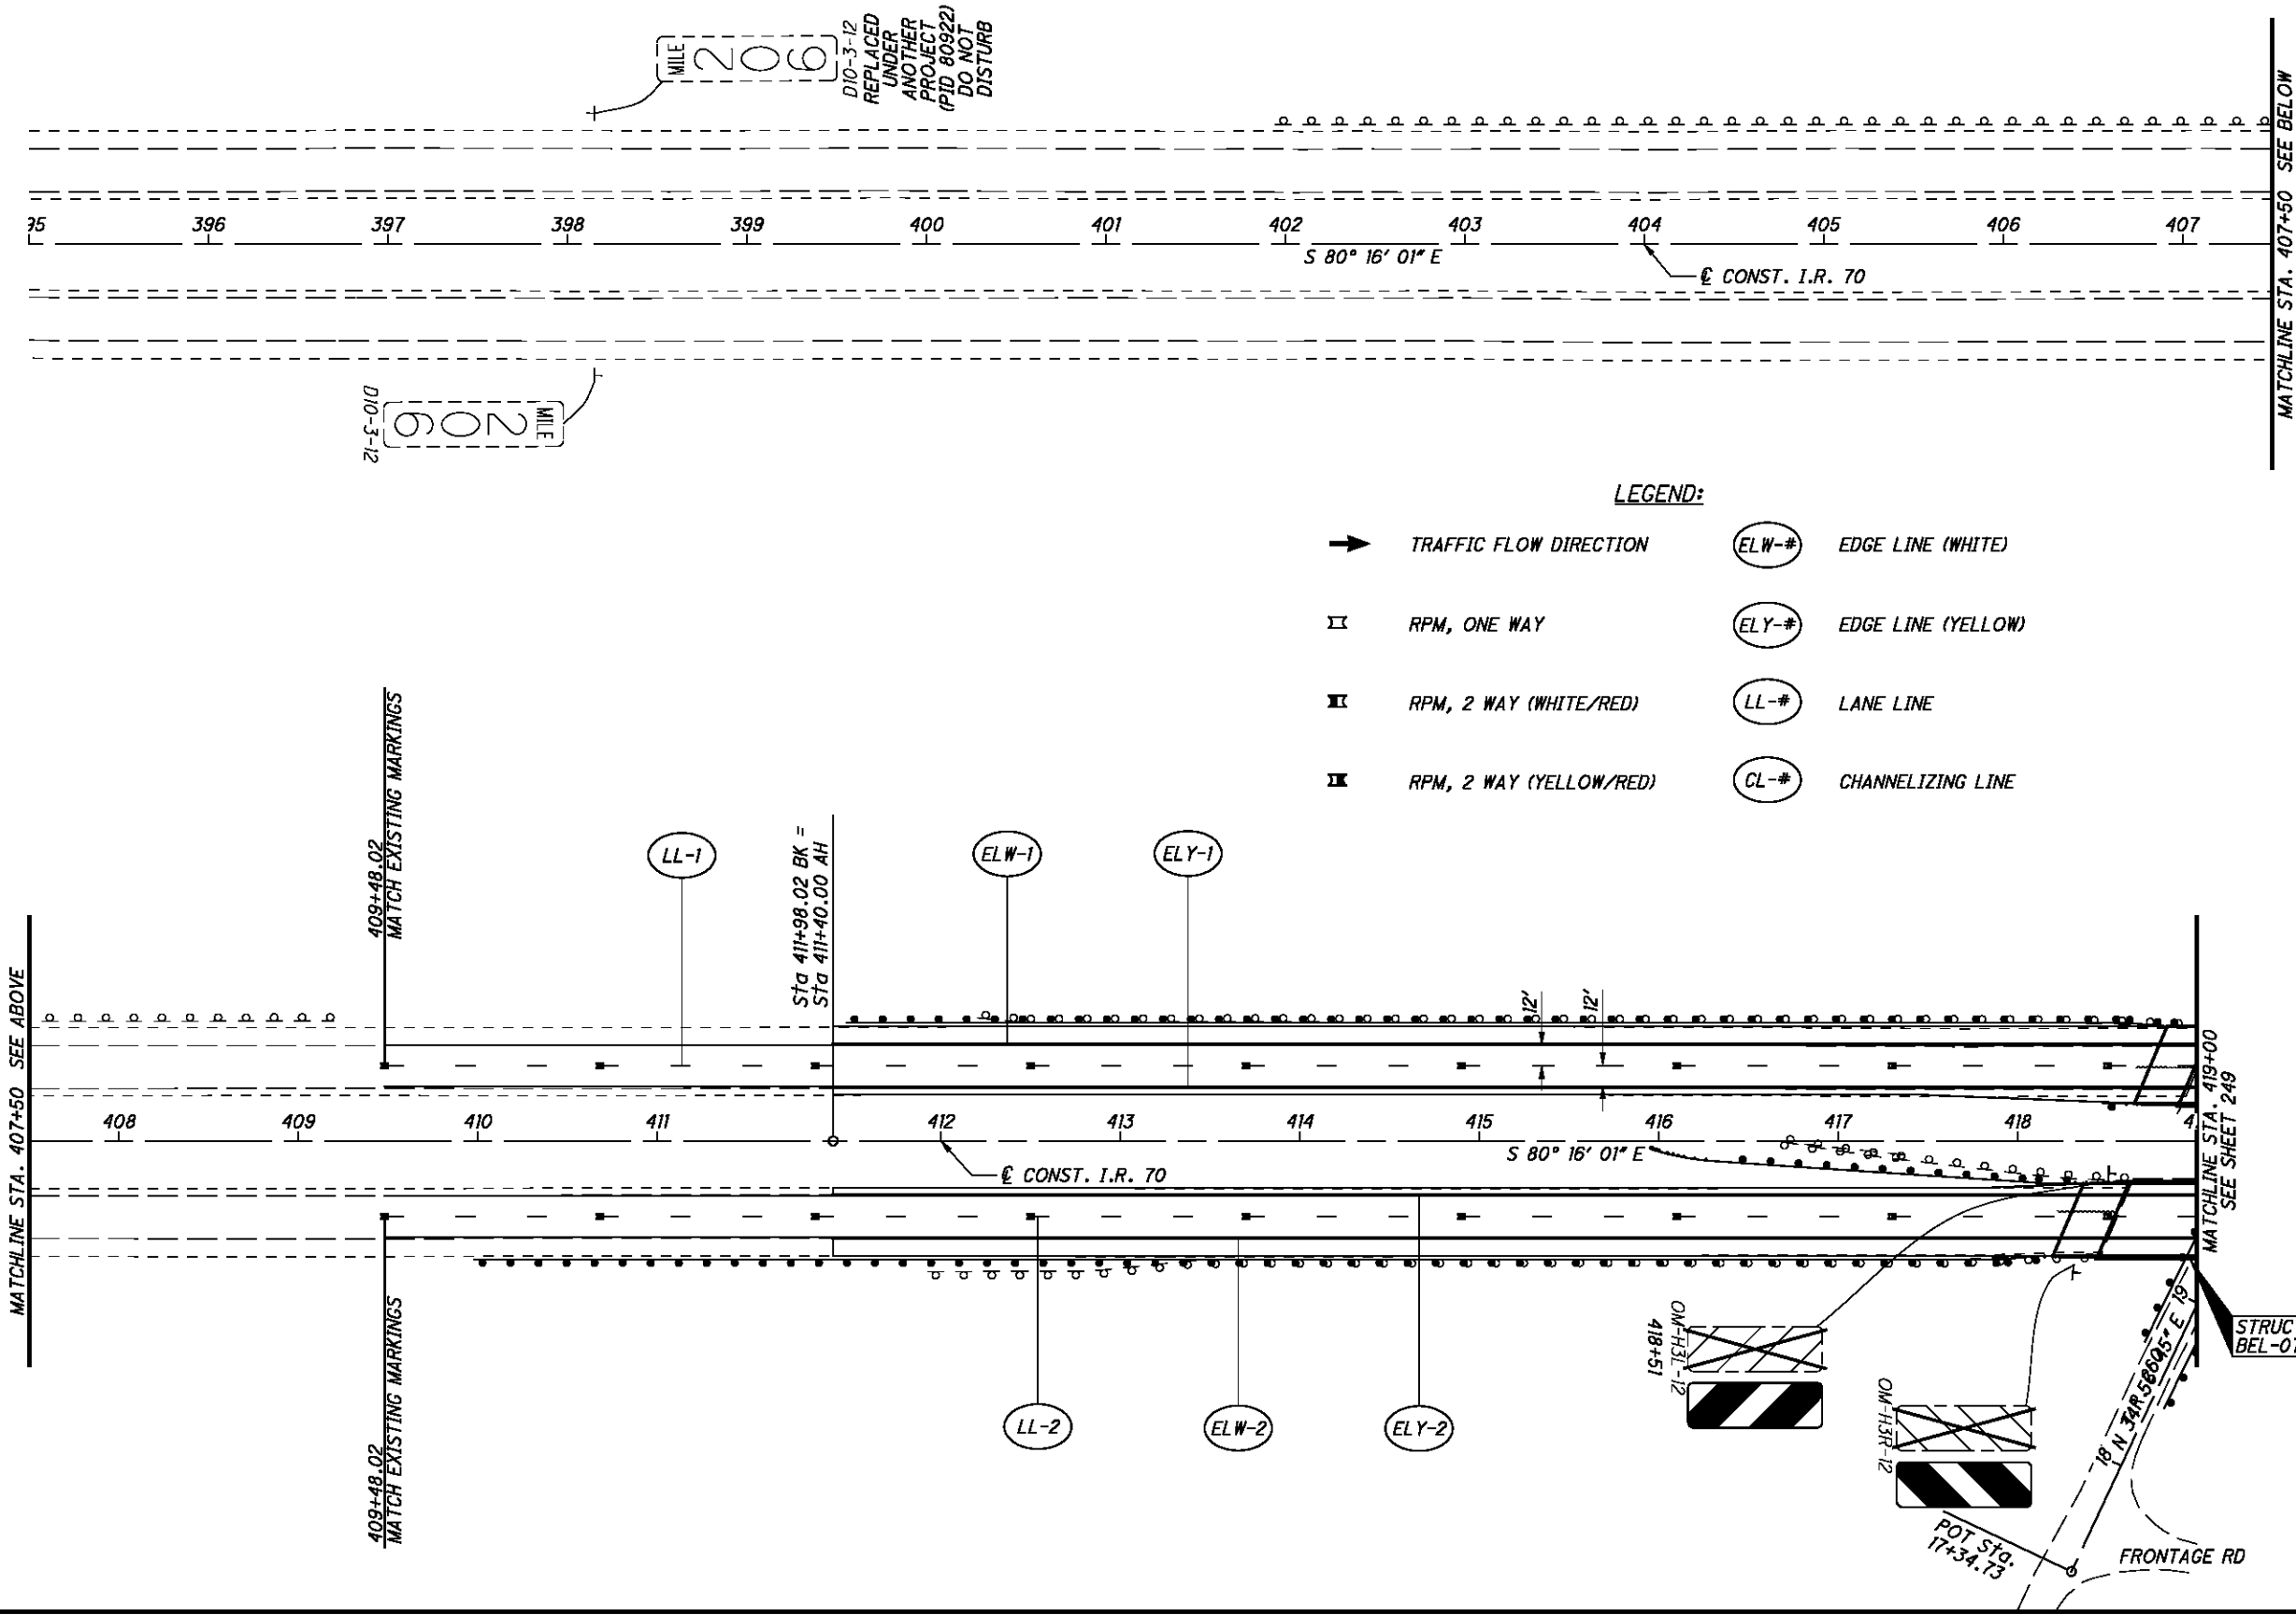 MILE
206
D10-3-12
REPLACED
UNDER
ANOTHER
PROJECT
(PID 80922)
DO NOT
DISTURB
MATCHLINE STA. 407+50 SEE BELOW
95 396 397 398 399 400 401 402 403 404 405 406 407
S 80° 16' 01" E
℄ CONST. I.R. 70
D10-3-12
206
MILE
LEGEND:
TRAFFIC FLOW DIRECTION
ELW-# EDGE LINE (WHITE)
RPM, ONE WAY
ELY-# EDGE LINE (YELLOW)
RPM, 2 WAY (WHITE/RED)
LL-# LANE LINE
RPM, 2 WAY (YELLOW/RED)
CL-# CHANNELIZING LINE
409+48.02
MATCH EXISTING MARKINGS
LL-1
Sta 411+98.02 BK =
Sta 411+40.00 AH
ELW-1
ELY-1
MATCHLINE STA. 407+50 SEE ABOVE
12'
12'
408 409 410 411 412 413 414 415 416 417 418 4
S 80° 16' 01" E
℄ CONST. I.R. 70
MATCHLINE STA. 419+00
SEE SHEET 249
409+48.02
MATCH EXISTING MARKINGS
LL-2
ELW-2
ELY-2
OM-H3L-12
418+51
OM-H3R-12
STRUC
BEL-07
19
18
POT Sta.
17+34.73
FRONTAGE RD